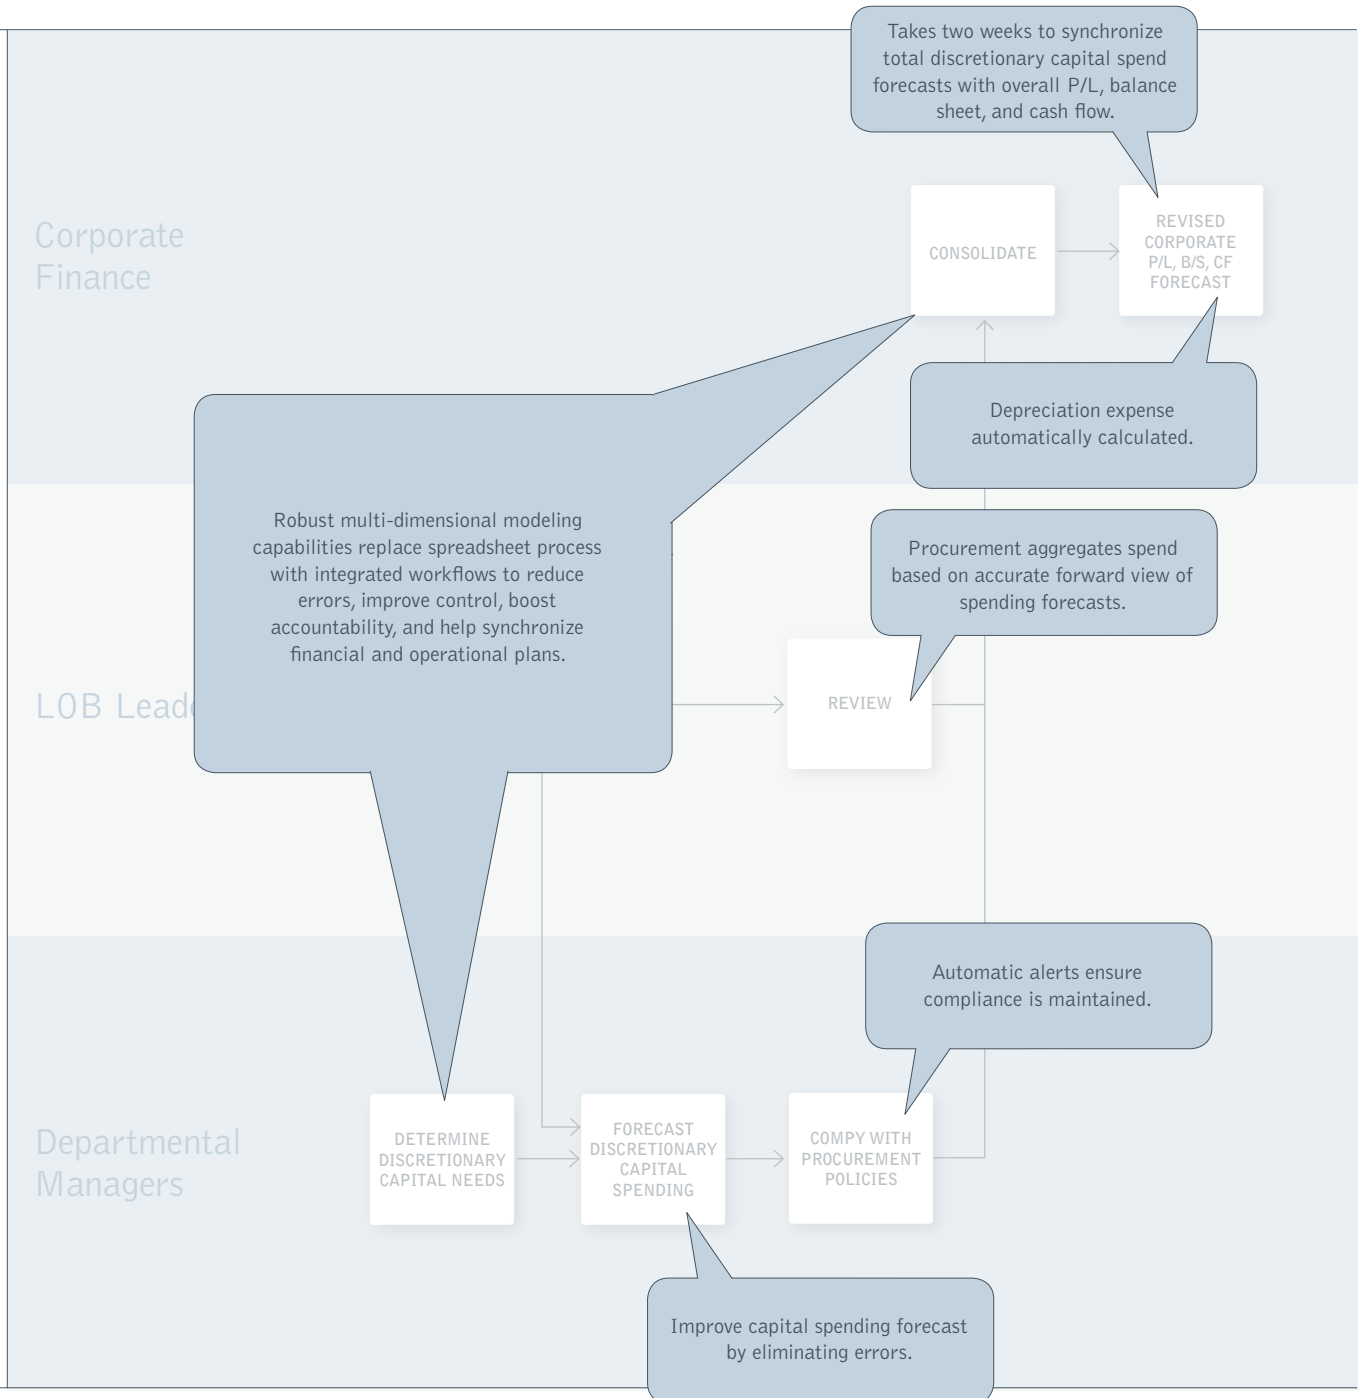 Takes two weeks to synchronize
total discretionary capital spend
forecasts with overall P/L, balance
sheet, and cash flow.
Corporate
Finance
CONSOLIDATE
REVISED
CORPORATE
P/L, B/S, CF
FORECAST
Depreciation expense
automatically calculated.
Robust multi-dimensional modeling
capabilities replace spreadsheet process
with integrated workflows to reduce
errors, improve control, boost
accountability, and help synchronize
financial and operational plans.
Procurement aggregates spend
based on accurate forward view of
spending forecasts.
LOB Leade
REVIEW
Automatic alerts ensure
compliance is maintained.
Departmental
Managers
DETERMINE
DISCRETIONARY
CAPITAL NEEDS
FORECAST
DISCRETIONARY
CAPITAL
SPENDING
COMPY WITH
PROCUREMENT
POLICIES
Improve capital spending forecast
by eliminating errors.